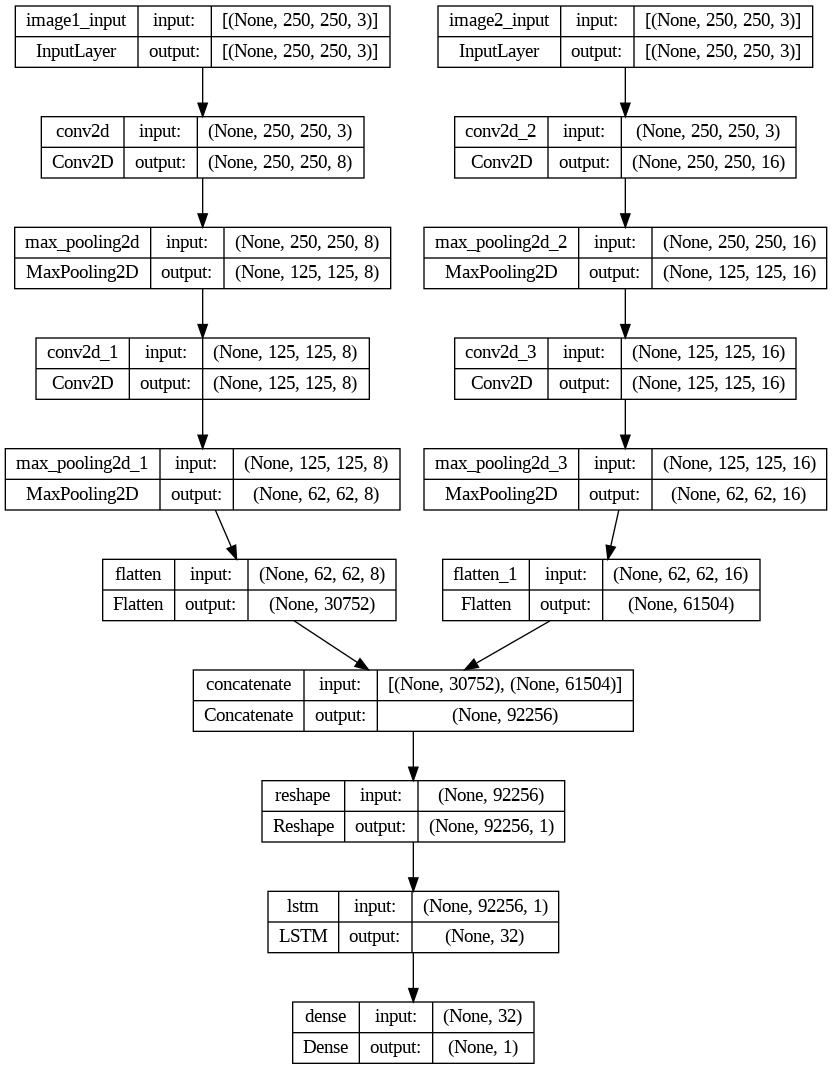 image1_input input: [(None, 250, 250, 3)]
InputLayer output: [(None, 250, 250, 3)]
image2_input input: [(None, 250, 250, 3)]
InputLayer output: [(None, 250, 250, 3)]
conv2d input: (None, 250, 250, 3)
Conv2D output: (None, 250, 250, 8)
conv2d_2 input: (None, 250, 250, 3)
Conv2D output: (None, 250, 250, 16)
max_pooling2d input: (None, 250, 250, 8)
MaxPooling2D output: (None, 125, 125, 8)
max_pooling2d_2 input: (None, 250, 250, 16)
MaxPooling2D output: (None, 125, 125, 16)
conv2d_1 input: (None, 125, 125, 8)
Conv2D output: (None, 125, 125, 8)
conv2d_3 input: (None, 125, 125, 16)
Conv2D output: (None, 125, 125, 16)
max_pooling2d_1 input: (None, 125, 125, 8)
MaxPooling2D output: (None, 62, 62, 8)
max_pooling2d_3 input: (None, 125, 125, 16)
MaxPooling2D output: (None, 62, 62, 16)
flatten input: (None, 62, 62, 8)
Flatten output: (None, 30752)
flatten_1 input: (None, 62, 62, 16)
Flatten output: (None, 61504)
concatenate input: [(None, 30752), (None, 61504)]
Concatenate output: (None, 92256)
reshape input: (None, 92256)
Reshape output: (None, 92256, 1)
lstm input: (None, 92256, 1)
LSTM output: (None, 32)
dense input: (None, 32)
Dense output: (None, 1)